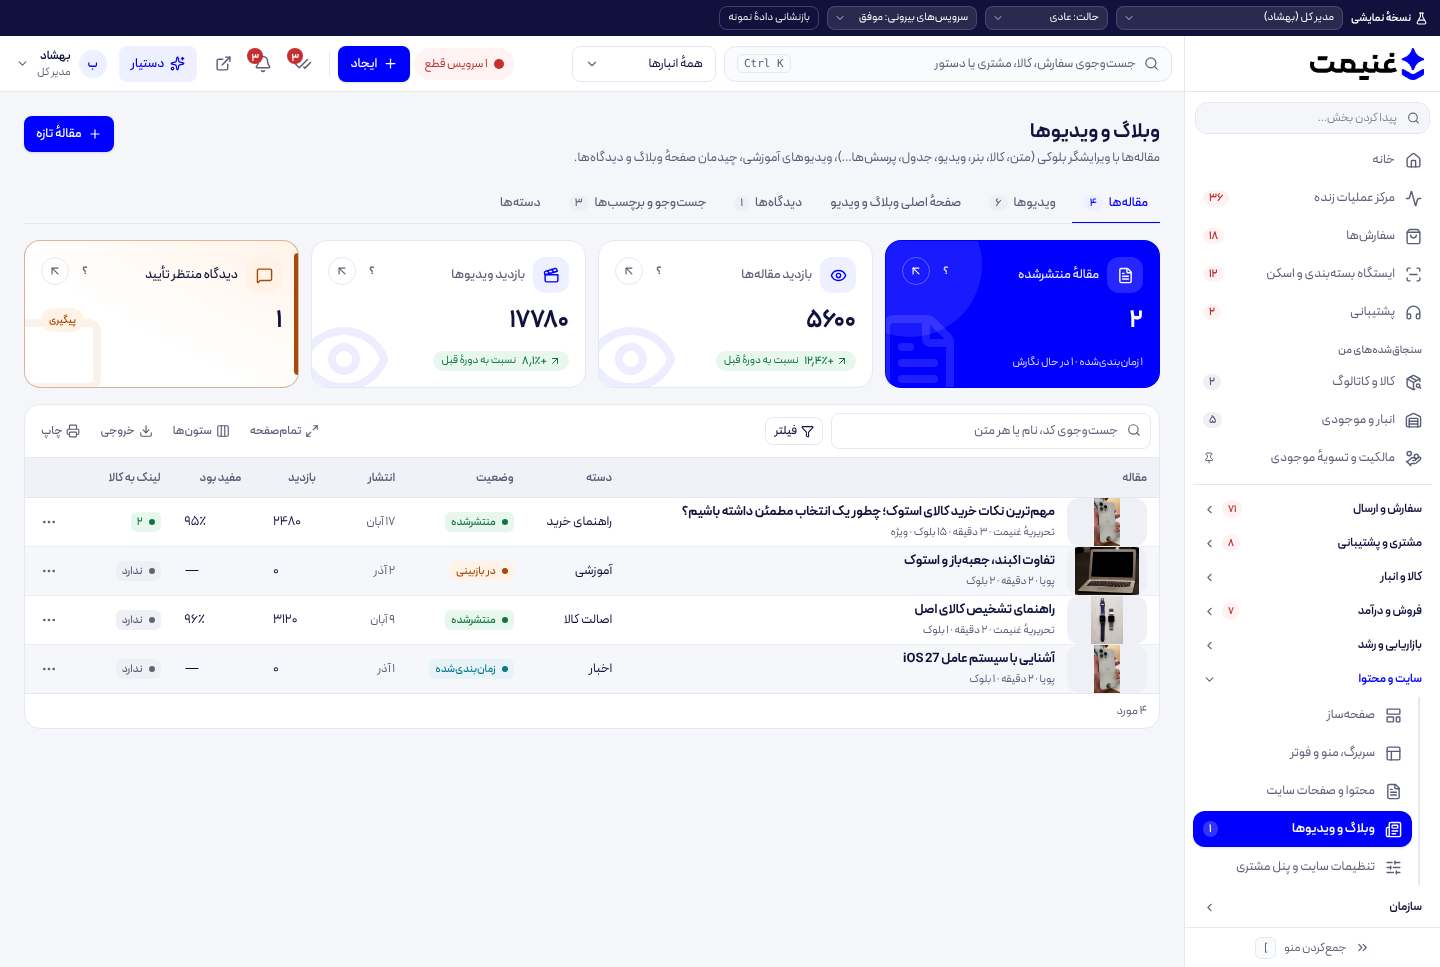 نسخهٔ نمایشی
مدیر کل (بهشاد)
حالت: عادی
سرویس‌های بیرونی: موفق
بازنشانی دادهٔ نمونه
غنیمت
جست‌وجوی سفارش، کالا، مشتری یا دستور
Ctrl K
همهٔ انبارها
۱ سرویس قطع
ایجاد
۳
۳
دستیار
ب
بهشاد
مدیر کل
پیدا کردن بخش...
خانه
مرکز عملیات زنده
۳۶
سفارش‌ها
۱۸
ایستگاه بسته‌بندی و اسکن
۱۲
پشتیبانی
۲
سنجاق‌شده‌های من
کالا و کاتالوگ
۲
انبار و موجودی
۵
مالکیت و تسویهٔ موجودی
سفارش و ارسال
۷۱
مشتری و پشتیبانی
۸
کالا و انبار
فروش و درآمد
۷
بازاریابی و رشد
سایت و محتوا
صفحه‌ساز
سربرگ، منو و فوتر
محتوا و صفحات سایت
وبلاگ و ویدیوها
۱
تنظیمات سایت و پنل مشتری
سازمان
جمع‌کردن منو
[
وبلاگ و ویدیوها
مقاله‌ها با ویرایشگر بلوکی (متن، کالا، بنر، ویدیو، جدول، پرسش‌ها...)، ویدیوهای آموزشی، چیدمان صفحهٔ وبلاگ و دیدگاه‌ها.
مقالهٔ تازه
مقاله‌ها ۴
ویدیوها ۶
صفحهٔ اصلی وبلاگ و ویدیو
دیدگاه‌ها ۱
جست‌وجو و برچسب‌ها ۳
دسته‌ها
مقالهٔ منتشرشده ؟
۲
۱ زمان‌بندی‌شده · ۱ در حال نگارش
بازدید مقاله‌ها ؟
۵۶۰۰
+۱۲٫۴٪ نسبت به دورهٔ قبل
بازدید ویدیوها ؟
۱۷۷۸۰
+۸٫۱٪ نسبت به دورهٔ قبل
دیدگاه منتظر تأیید ؟
۱
پیگیری
جست‌وجوی کد، نام یا هر متن
فیلتر
تمام‌صفحه
ستون‌ها
خروجی
چاپ
مقاله دسته وضعیت انتشار بازدید مفید بود لینک به کالا
مهم‌ترین نکات خرید کالای استوک؛ چطور یک انتخاب مطمئن داشته باشیم؟
تحریریهٔ غنیمت · ۳ دقیقه · ۱۵ بلوک · ویژه
راهنمای خرید منتشرشده ۱۷ آبان ۲۴۸۰ ۹۵٪ ۲
تفاوت اکبند، جعبه‌باز و استوک
پویا · ۲ دقیقه · ۲ بلوک
آموزشی در بازبینی ۲ آذر ۰ — ندارد
راهنمای تشخیص کالای اصل
تحریریهٔ غنیمت · ۲ دقیقه · ۱ بلوک
اصالت کالا منتشرشده ۹ آبان ۳۱۲۰ ۹۶٪ ندارد
آشنایی با سیستم عامل iOS 27
پویا · ۲ دقیقه · ۱ بلوک
اخبار زمان‌بندی‌شده ۱ آذر ۰ — ندارد
۴ مورد